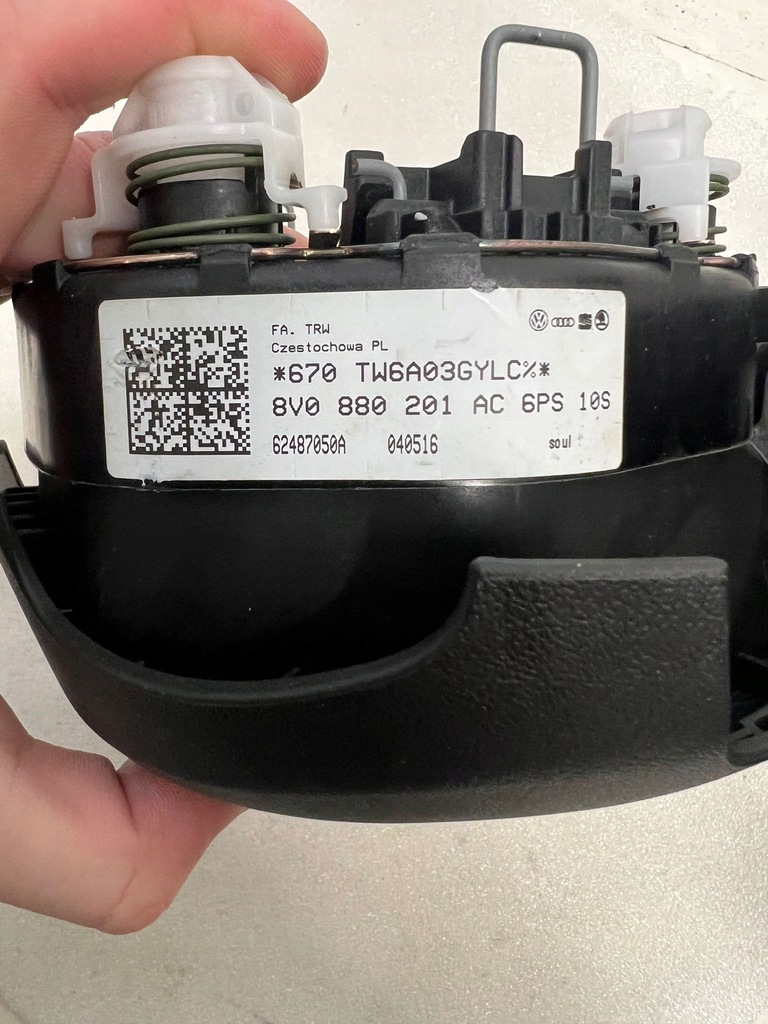 FA. TRW
Czestochowa PL
*670 TW6A03GYLC%*
8V0 880 201 AC 6PS 10S
62487050A 040516 soul